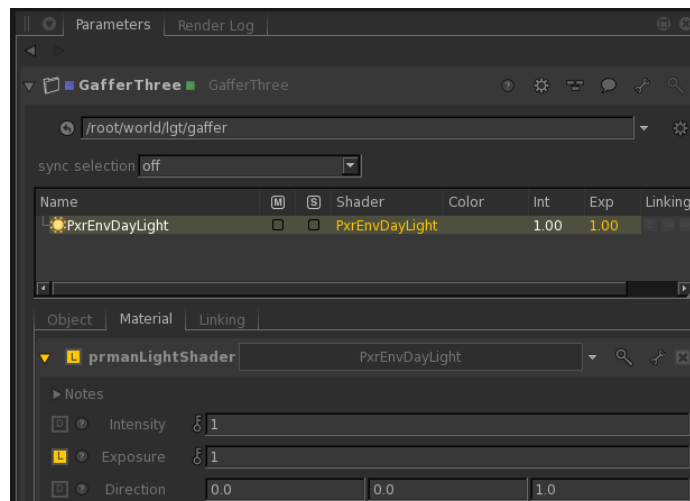 Parameters Render Log
GafferThree GafferThree
/root/world/lgt/gaffer
sync selection off
Name M S Shader Color Int Exp Linking
PxrEnvDayLight PxrEnvDayLight 1.00 1.00
Object Material Linking
L prmanLightShader PxrEnvDayLight
Notes
D ? Intensity 1
L ? Exposure 1
D ? Direction 0.0 0.0 1.0